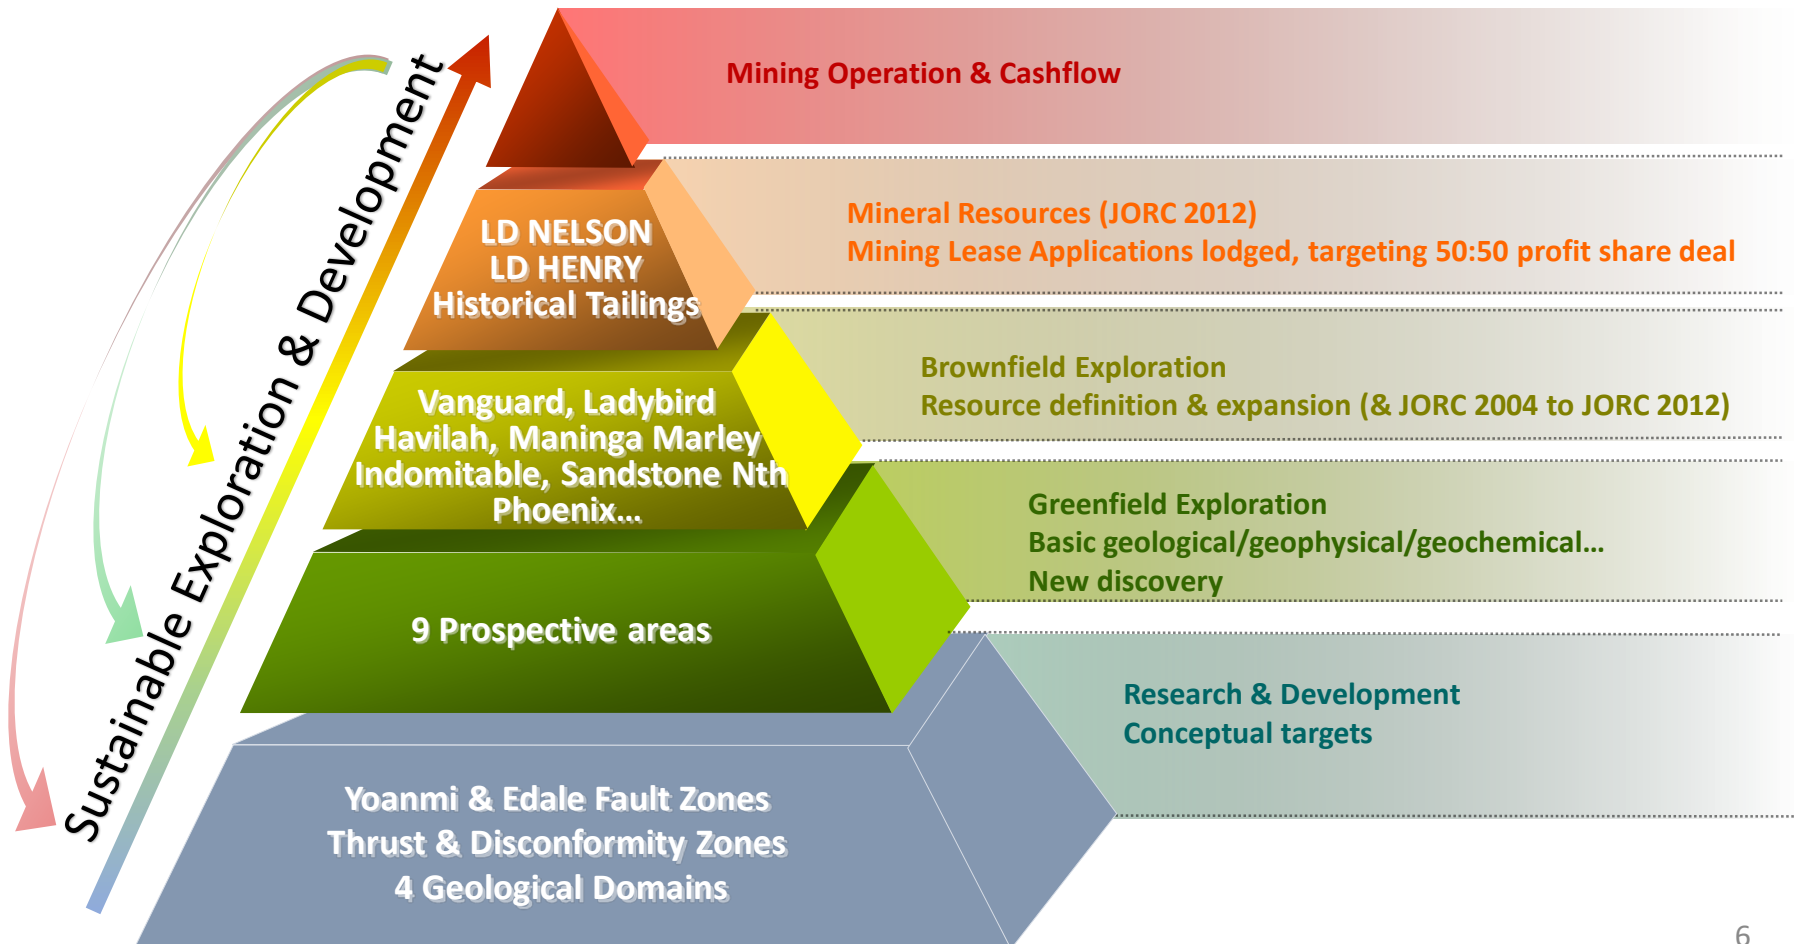 Sustainable Exploration & Development
Mining Operation & Cashflow
LD NELSON
LD HENRY
Historical Tailings
Mineral Resources (JORC 2012)
Mining Lease Applications lodged, targeting 50:50 profit share deal
Vanguard, Ladybird
Havilah, Maninga Marley
Indomitable, Sandstone Nth
Phoenix...
Brownfield Exploration
Resource definition & expansion (& JORC 2004 to JORC 2012)
9 Prospective areas
Greenfield Exploration
Basic geological/geophysical/geochemical...
New discovery
Yoanmi & Edale Fault Zones
Thrust & Disconformity Zones
4 Geological Domains
Research & Development
Conceptual targets
6